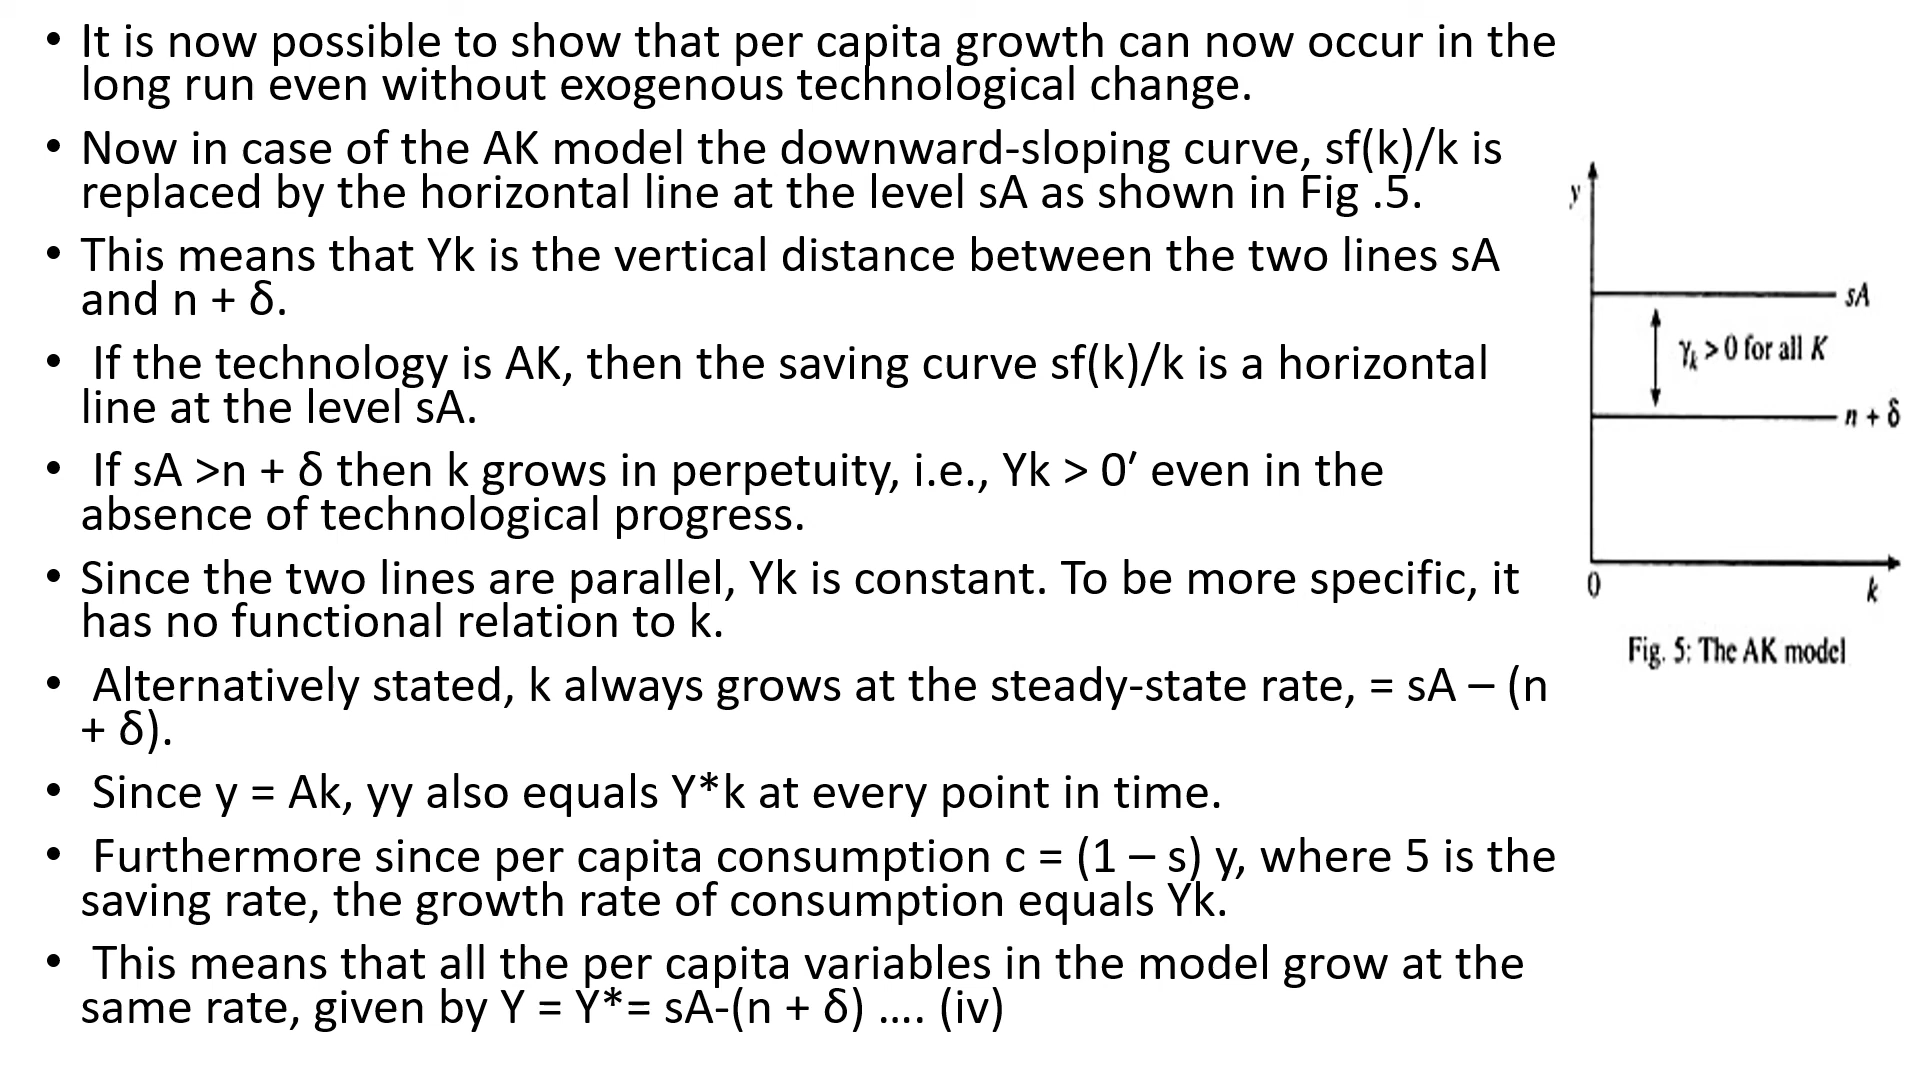 • It is now possible to show that per capita growth can now occur in the
long run even without exogenous technological change.
• Now in case of the AK model the downward-sloping curve, sf(k)/k is
replaced by the horizontal line at the level sA as shown in Fig .5.
• This means that Yk is the vertical distance between the two lines sA
and n + δ.
• If the technology is AK, then the saving curve sf(k)/k is a horizontal
line at the level sA.
• If sA >n + δ then k grows in perpetuity, i.e., Yk > 0′ even in the
absence of technological progress.
• Since the two lines are parallel, Yk is constant. To be more specific, it
has no functional relation to k.
• Alternatively stated, k always grows at the steady-state rate, = sA – (n
+ δ).
• Since y = Ak, yy also equals Y*k at every point in time.
• Furthermore since per capita consumption c = (1 – s) y, where 5 is the
saving rate, the growth rate of consumption equals Yk.
• This means that all the per capita variables in the model grow at the
same rate, given by Y = Y*= sA-(n + δ) …. (iv)
y
sA
γk > 0 for all K
n + δ
0
k
Fig. 5: The AK model